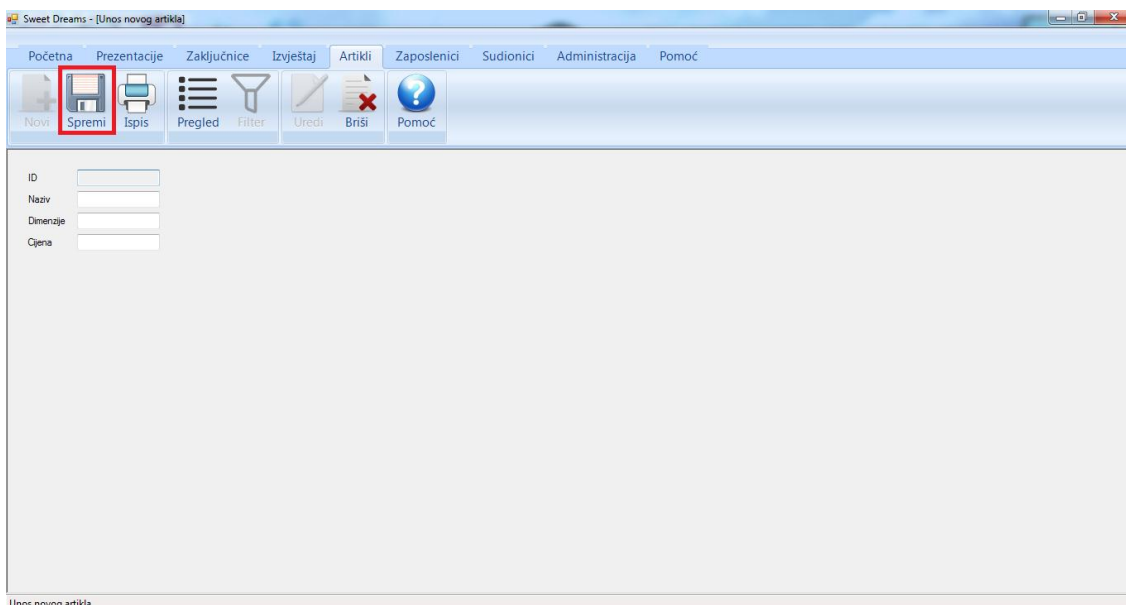 Sweet Dreams - [Unos novog artikla]
Početna Prezentacije Zaključnice Izvještaj Artikli Zaposlenici Sudionici Administracija Pomoć
Novi Spremi Ispis Pregled Filter Uredi Briši Pomoć
ID
Naziv
Dimenzije
Cijena
Unos novog artikla